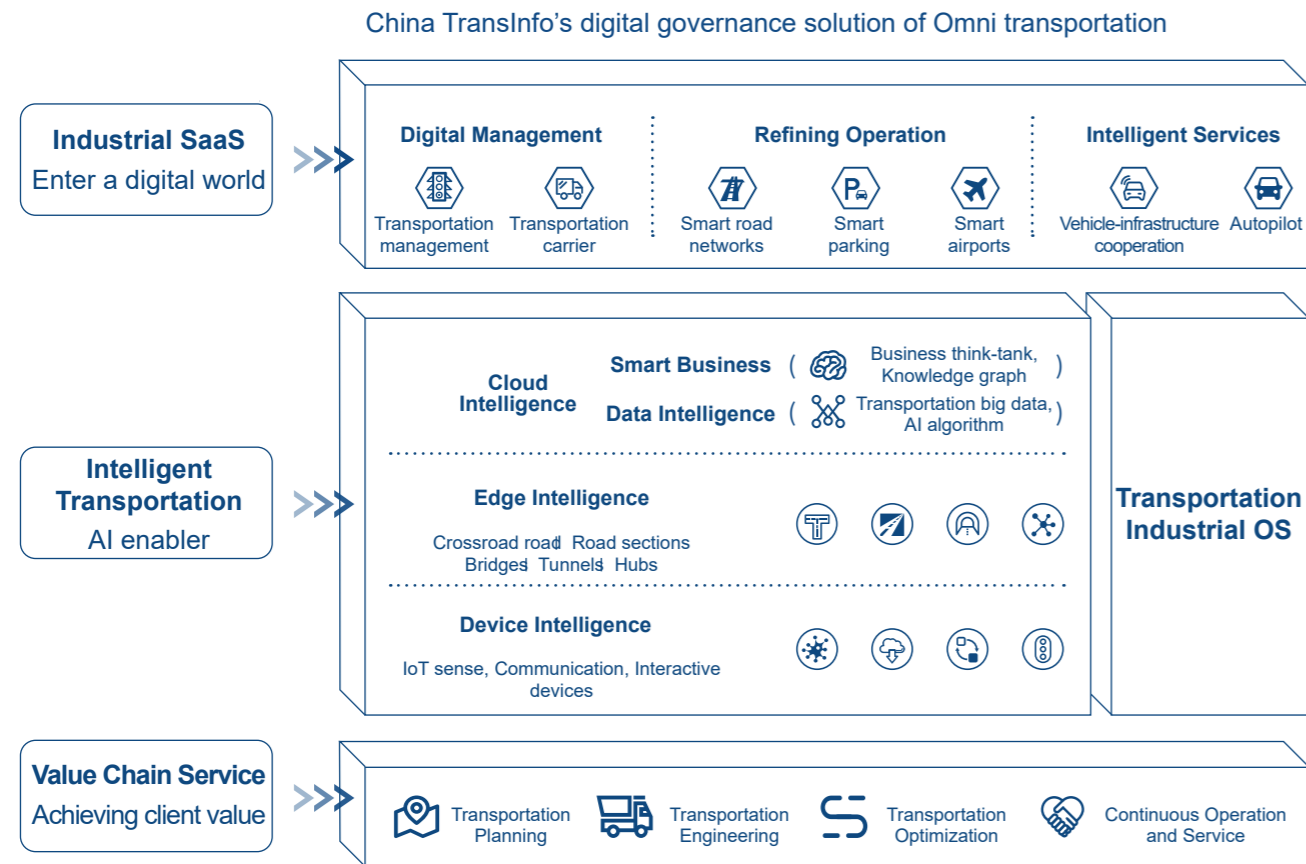 China TransInfo’s digital governance solution of Omni transportation
Industrial SaaS
Enter a digital world
Digital Management
Transportation
management
Transportation
carrier
Refining Operation
Smart road
networks
P
Smart
parking
Smart
airports
Intelligent Services
Vehicle-infrastructure
cooperation
Autopilot
Intelligent
Transportation
AI enabler
Cloud
Intelligence
Smart Business ( Business think-tank,
Knowledge graph )
Data Intelligence ( Transportation big data,
AI algorithm )
Edge Intelligence
Crossroad road Road sections
Bridges Tunnels Hubs
Device Intelligence
IoT sense, Communication, Interactive
devices
Transportation
Industrial OS
Value Chain Service
Achieving client value
Transportation
Planning
Transportation
Engineering
Transportation
Optimization
Continuous Operation
and Service